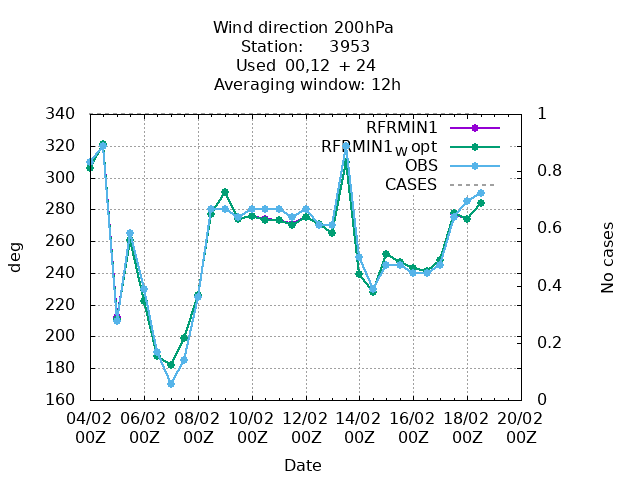 Wind direction 200hPa
Station: 3953
Used 00,12 + 24
Averaging window: 12h
340 1
320 RFRMIN1
RFRMIN1w opt
300 OBS 0.8
CASES
280
260 0.6
240 0.4
220
200 0.2
180
160 0
deg
No cases
04/02 06/02 08/02 10/02 12/02 14/02 16/02 18/02 20/02
00Z 00Z 00Z 00Z 00Z 00Z 00Z 00Z 00Z
Date